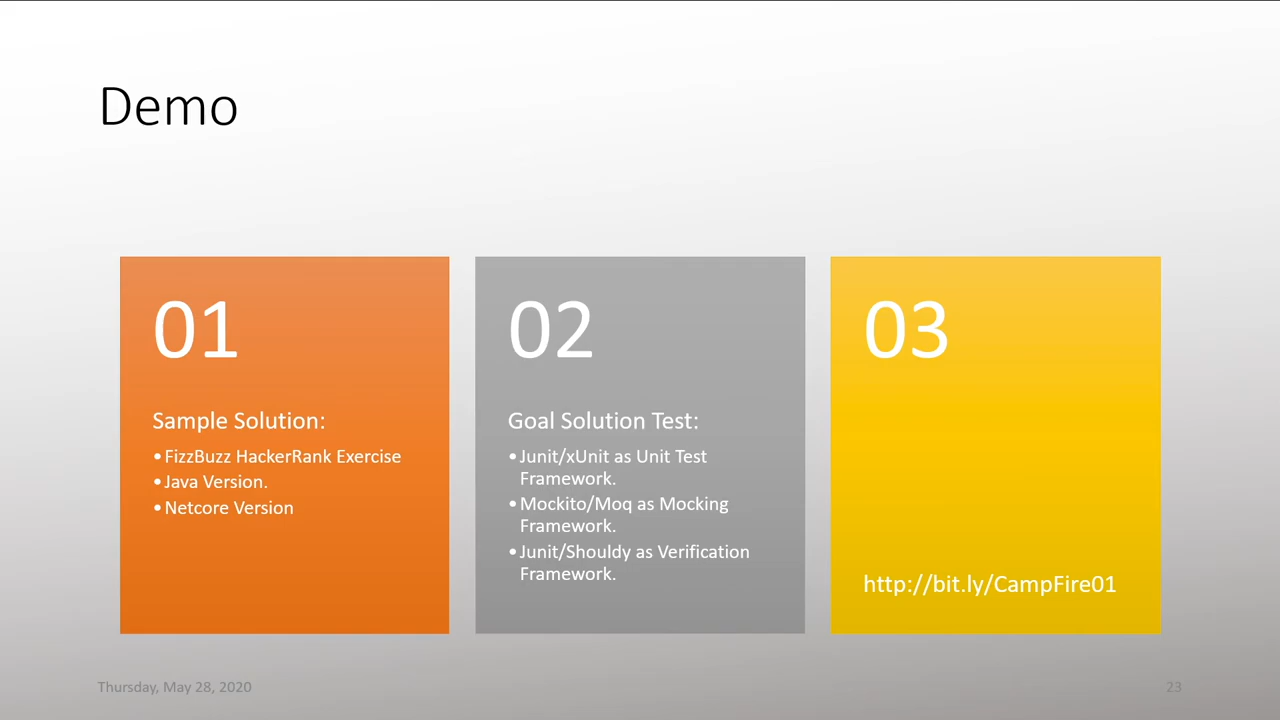 Demo
01
Sample Solution:
•FizzBuzz HackerRank Exercise
•Java Version.
•Netcore Version
02
Goal Solution Test:
•Junit/xUnit as Unit Test
Framework.
•Mockito/Moq as Mocking
Framework.
•Junit/Shouldy as Verification
Framework.
03
http://bit.ly/CampFire01
Thursday, May 28, 2020
23